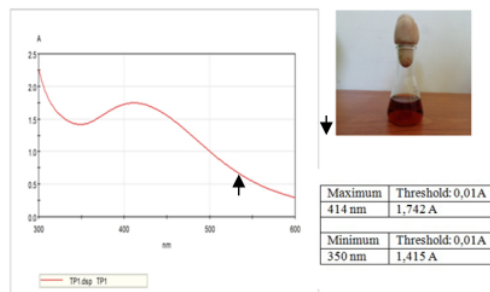 A
2.5
2.0
1.5
1.0
0.5
0.0
300 400 500 600
nm
TP1.dsp TP1
Maximum Threshold: 0,01A
414 nm 1,742 A
Minimum Threshold: 0,01A
350 nm 1,415 A